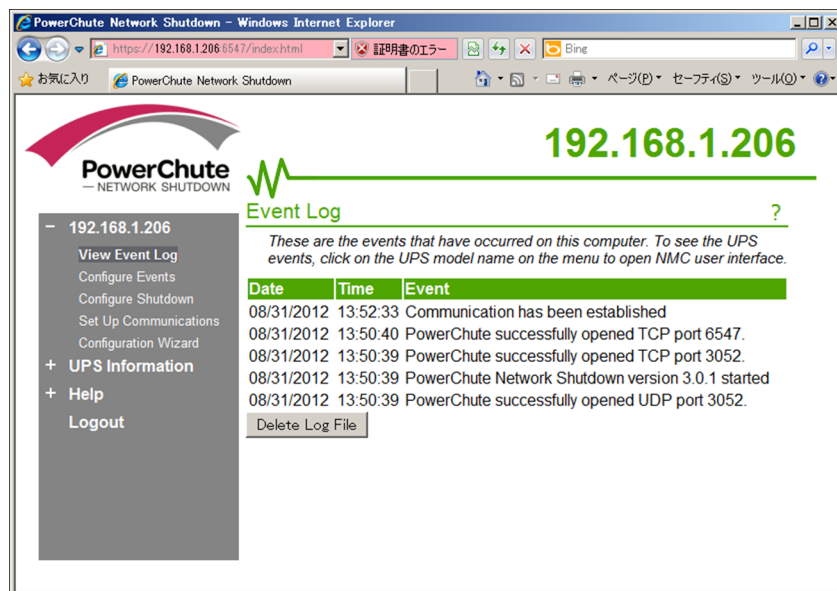 PowerChute Network Shutdown - Windows Internet Explorer
https://192.168.1.206:6547/index.html
証明書のエラー
Bing
お気に入り
PowerChute Network Shutdown
ページ(P)
セーフティ(S)
ツール(O)
PowerChute
NETWORK SHUTDOWN
192.168.1.206
192.168.1.206
View Event Log
Configure Events
Configure Shutdown
Set Up Communications
Configuration Wizard
UPS Information
Help
Logout
Event Log ?
These are the events that have occurred on this computer. To see the UPS
events, click on the UPS model name on the menu to open NMC user interface.
Date Time Event
08/31/2012 13:52:33 Communication has been established
08/31/2012 13:50:40 PowerChute successfully opened TCP port 6547.
08/31/2012 13:50:39 PowerChute successfully opened TCP port 3052.
08/31/2012 13:50:39 PowerChute Network Shutdown version 3.0.1 started
08/31/2012 13:50:39 PowerChute successfully opened UDP port 3052.
Delete Log File